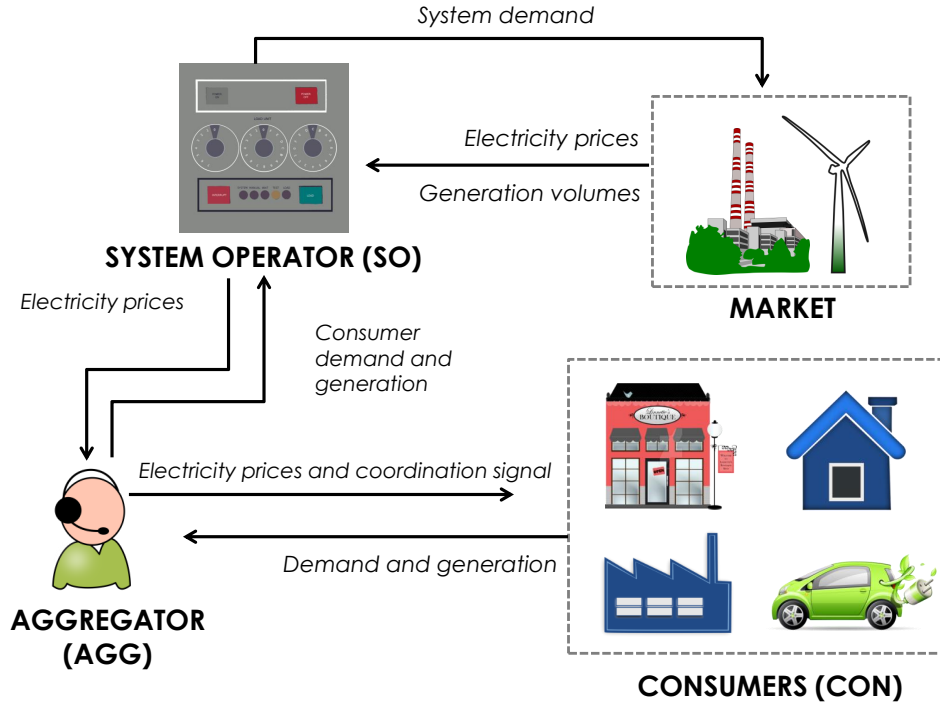 System demand
Electricity prices
Generation volumes
SYSTEM OPERATOR (SO)
MARKET
Electricity prices
Consumer
demand and
generation
BOUTIQUE
Electricity prices and coordination signal
Demand and generation
AGGREGATOR
(AGG)
CONSUMERS (CON)